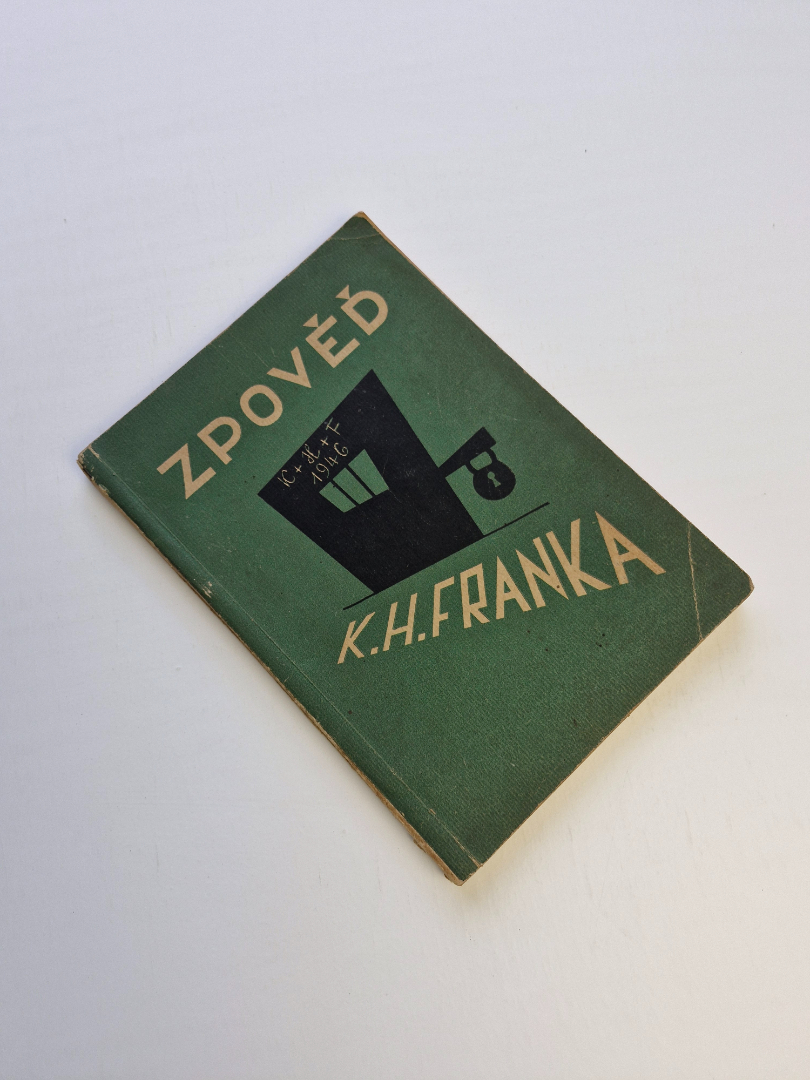 ZPOVĚĎ
K+H+F
1946
K.H.FRANKA